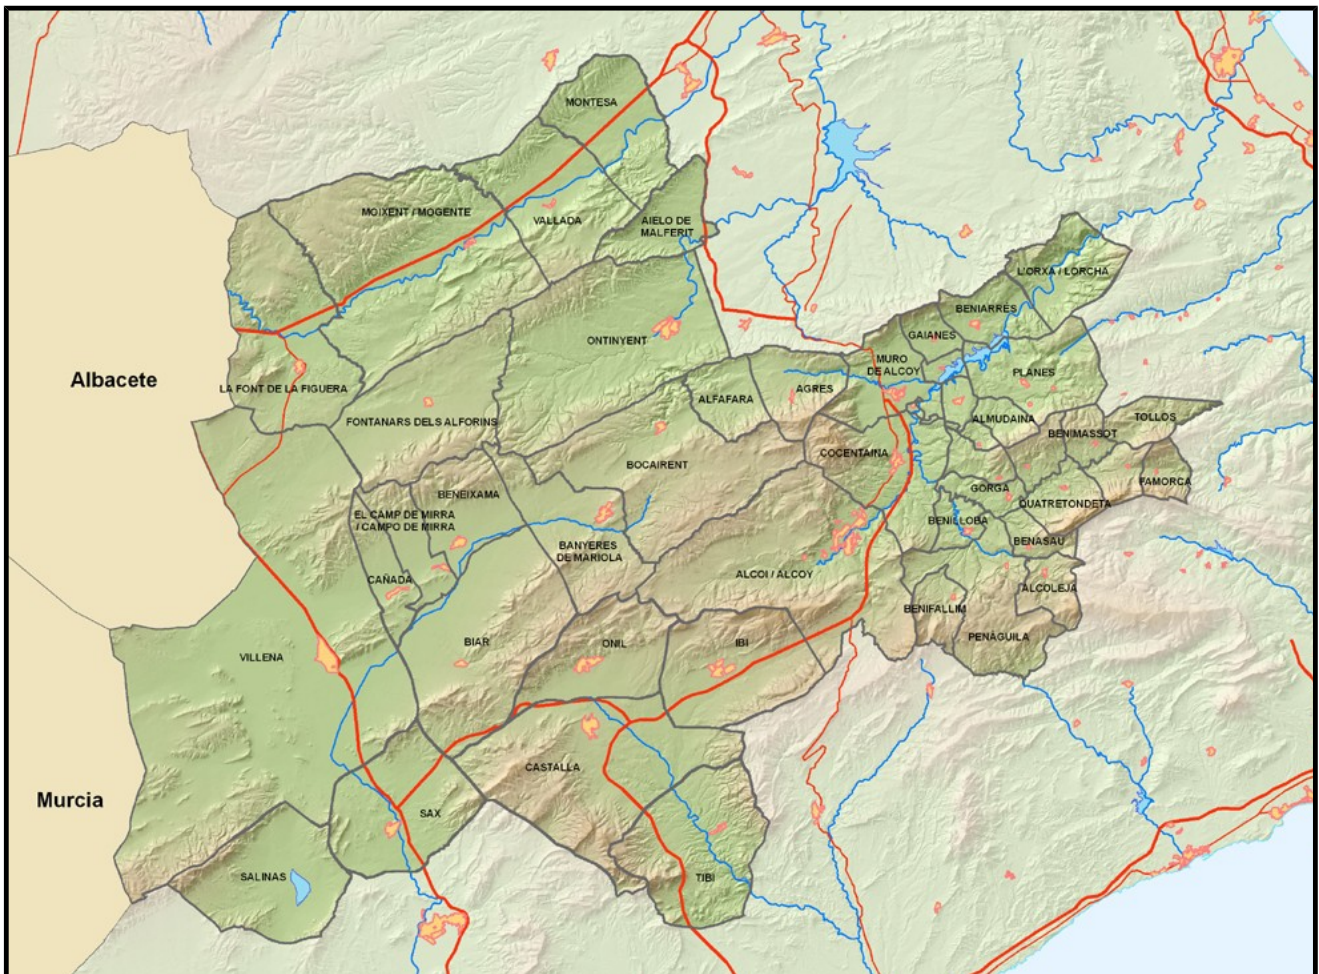 MONTESA
MOIXENT / MOGENTE
VALLADA
AIELO DE
MALFERIT
L'ORXA / LORCHA
BENIARRÉS
GAIANES
ONTINYENT
MURO
DE ALCOY
PLANES
Albacete
LA FONT DE LA FIGUERA
AGRES
ALFAFARA
FONTANARS DELS ALFORINS
ALMUDAINA
TOLLOS
BENIMASSOT
COCENTAINA
BOCAIRENT
FAMORCA
GORGA
BENEIXAMA
QUATRETONDETA
EL CAMP DE MIRRA
/ CAMPO DE MIRRA
BENILLOBA
BENASAU
BANYERES
DE MARIOLA
ALCOI / ALCOY
CAÑADA
ALCOLEJA
BENIFALLIM
PENÀGUILA
BIAR
ONIL
IBI
VILLENA
CASTALLA
Murcia
SAX
SALINAS
TIBI